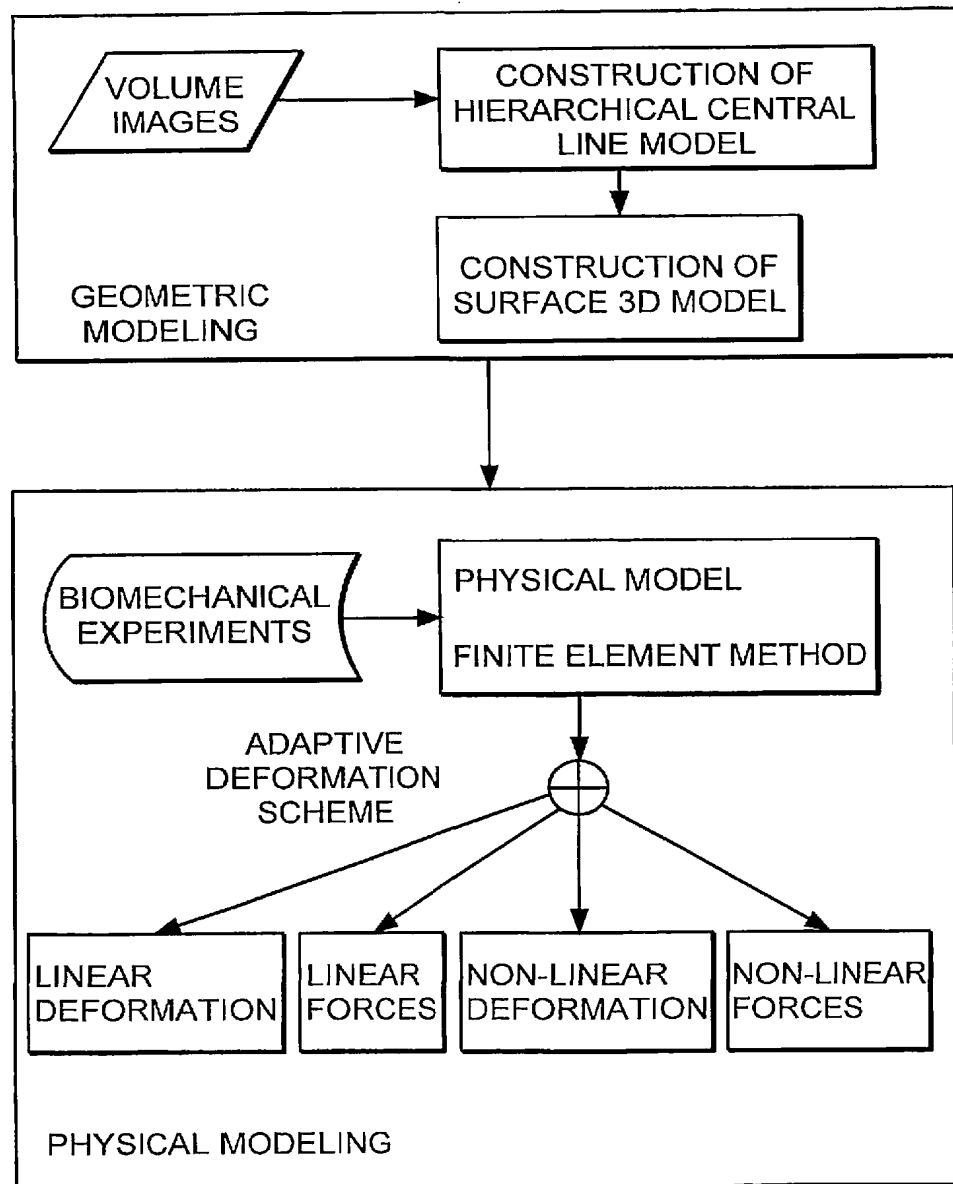 VOLUME
IMAGES
CONSTRUCTION OF
HIERARCHICAL CENTRAL
LINE MODEL
CONSTRUCTION OF
SURFACE 3D MODEL
GEOMETRIC
MODELING
BIOMECHANICAL
EXPERIMENTS
PHYSICAL MODEL
FINITE ELEMENT METHOD
ADAPTIVE
DEFORMATION
SCHEME
LINEAR
DEFORMATION
LINEAR
FORCES
NON-LINEAR
DEFORMATION
NON-LINEAR
FORCES
PHYSICAL MODELING